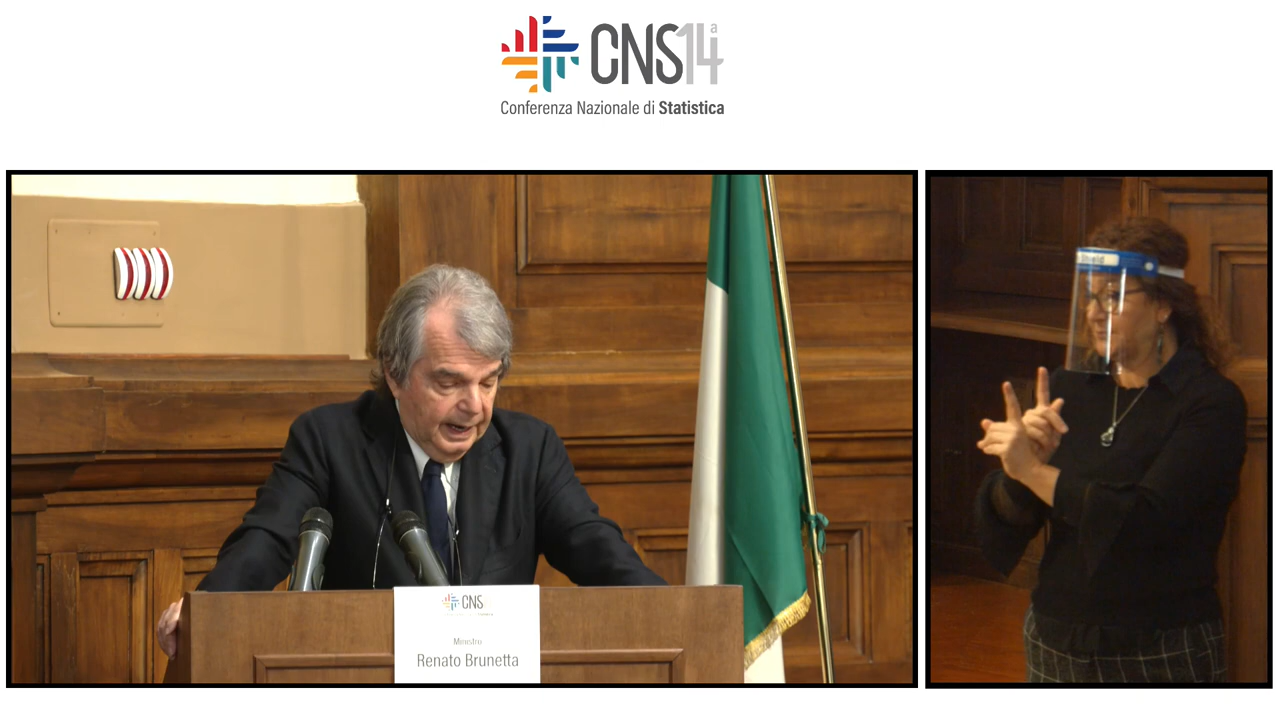 CNS14ª
Conferenza Nazionale di Statistica
Shield
CNS
Ministro
Renato Brunetta